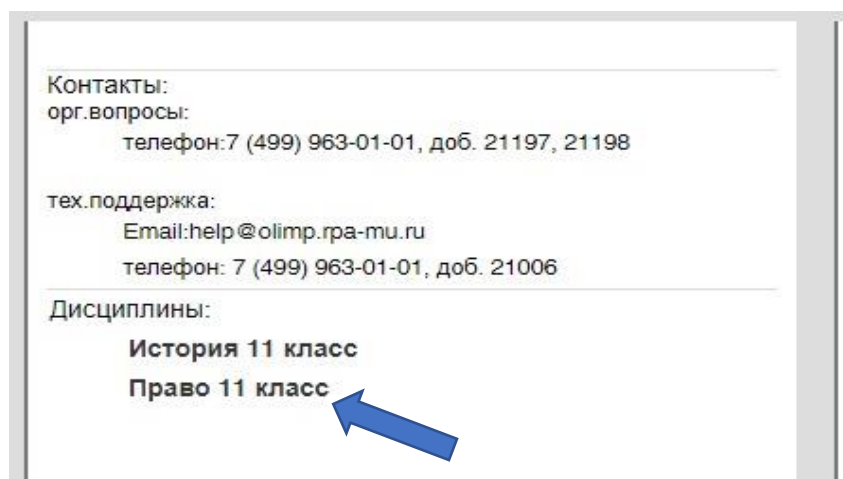 Контакты:
орг.вопросы:
телефон:7 (499) 963-01-01, доб. 21197, 21198
тех.поддержка:
Email:help@olimp.rpa-mu.ru
телефон: 7 (499) 963-01-01, доб. 21006
Дисциплины:
История 11 класс
Право 11 класс